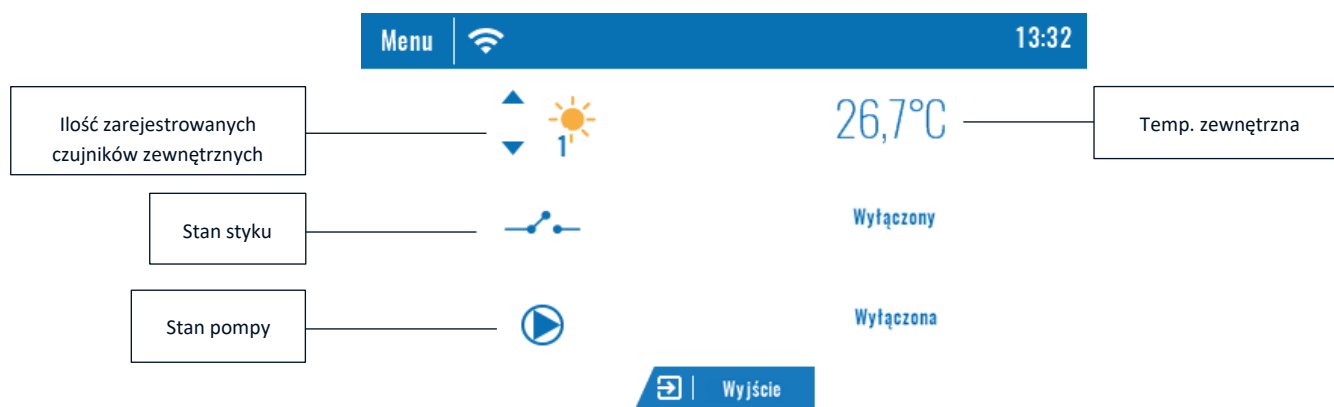 Menu
13:32
Ilość zarejestrowanych
czujników zewnętrznych
1
26,7°C
Temp. zewnętrzna
Stan styku
Wyłączony
Stan pompy
Wyłączona
Wyjście